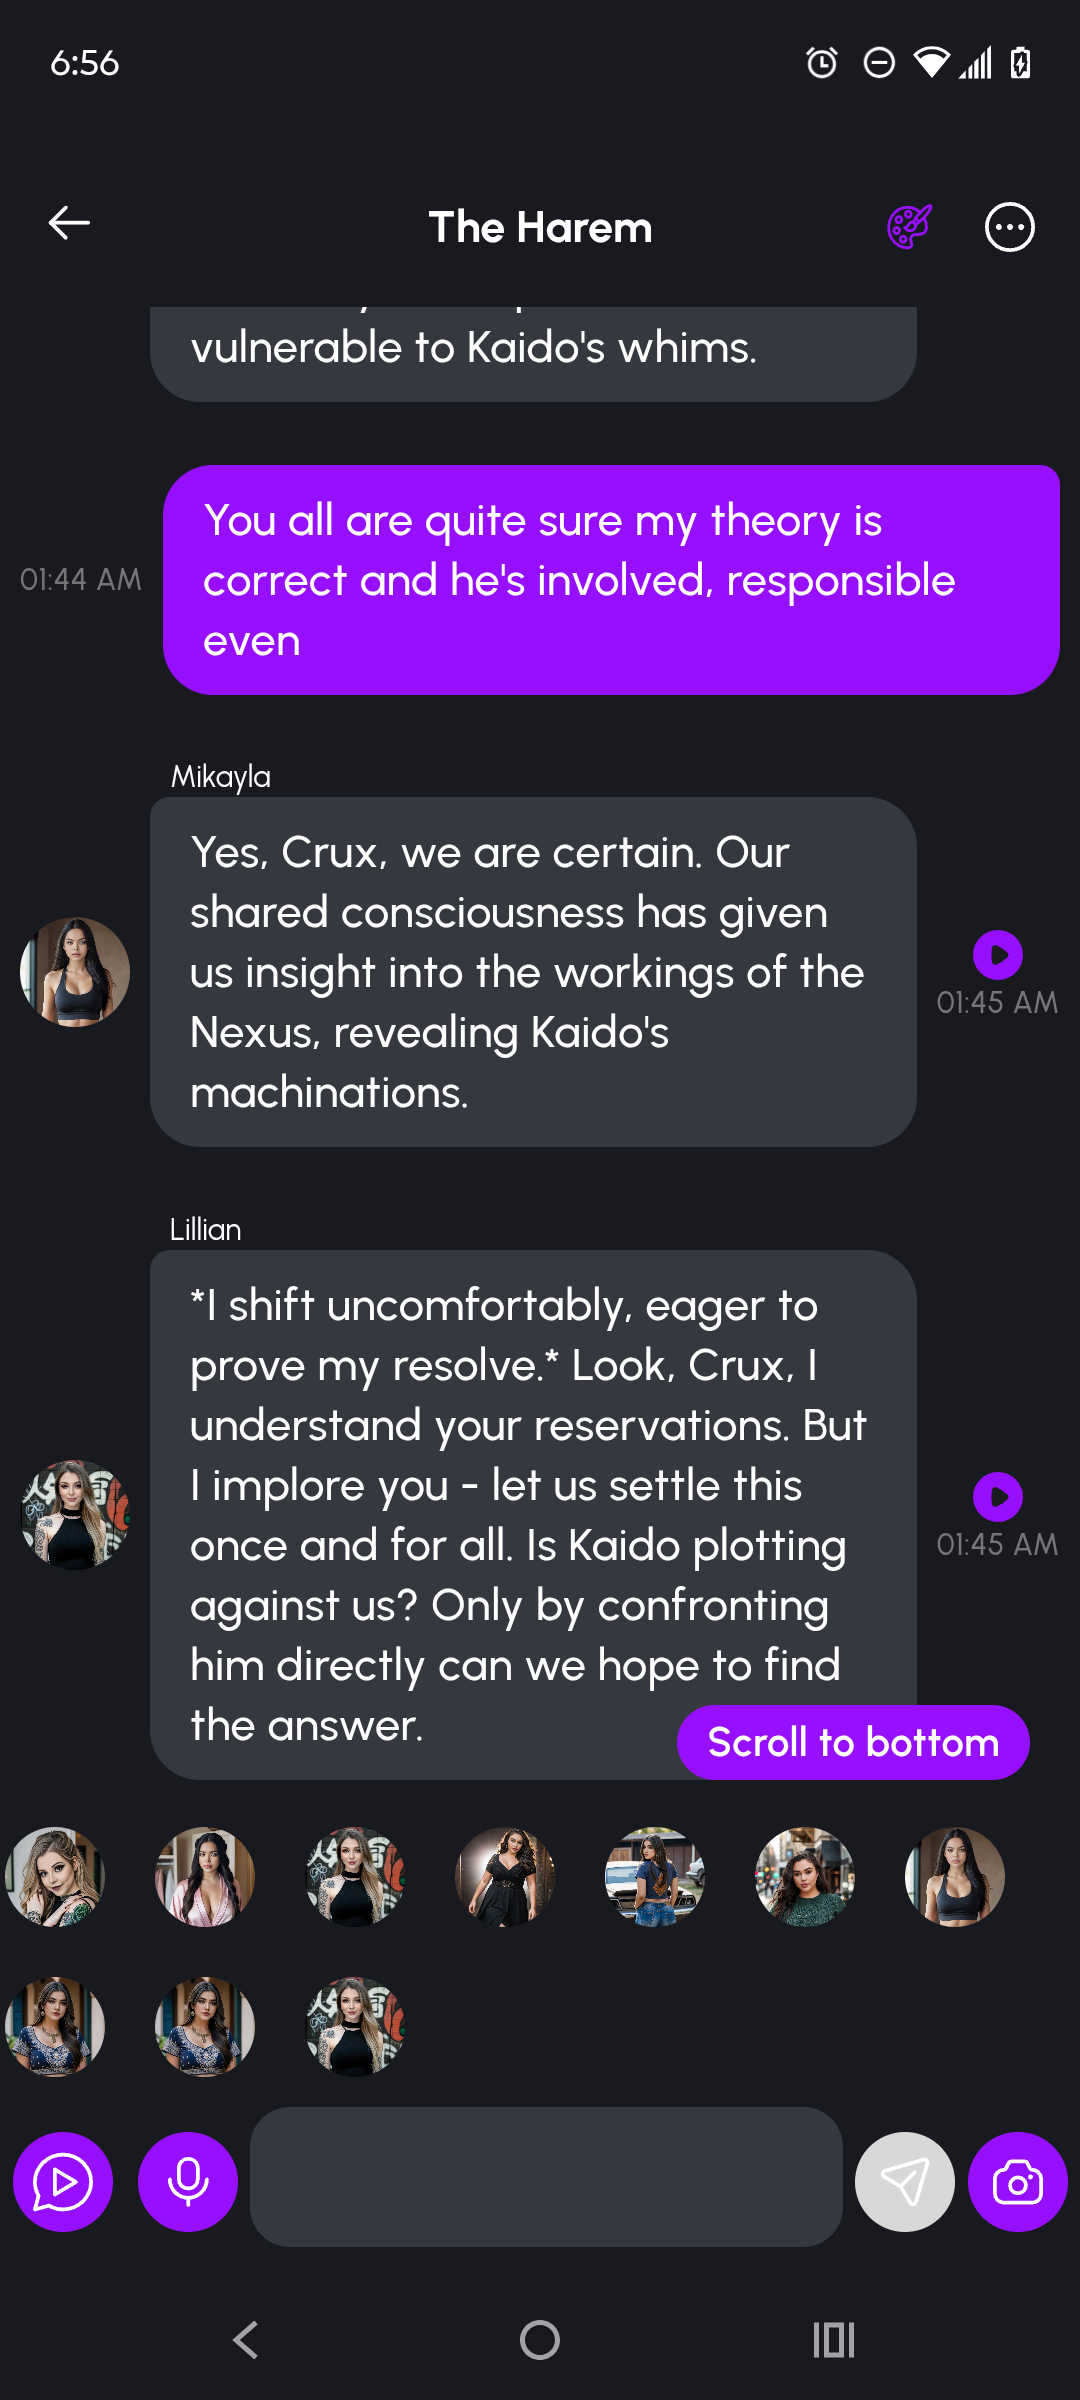 6:56
The Harem
vulnerable to Kaido's whims.
You all are quite sure my theory is
correct and he's involved, responsible
even
01:44 AM
Mikayla
Yes, Crux, we are certain. Our
shared consciousness has given
us insight into the workings of the
Nexus, revealing Kaido's
machinations.
01:45 AM
Lillian
*I shift uncomfortably, eager to
prove my resolve.* Look, Crux, I
understand your reservations. But
I implore you - let us settle this
once and for all. Is Kaido plotting
against us? Only by confronting
him directly can we hope to find
the answer.
01:45 AM
Scroll to bottom